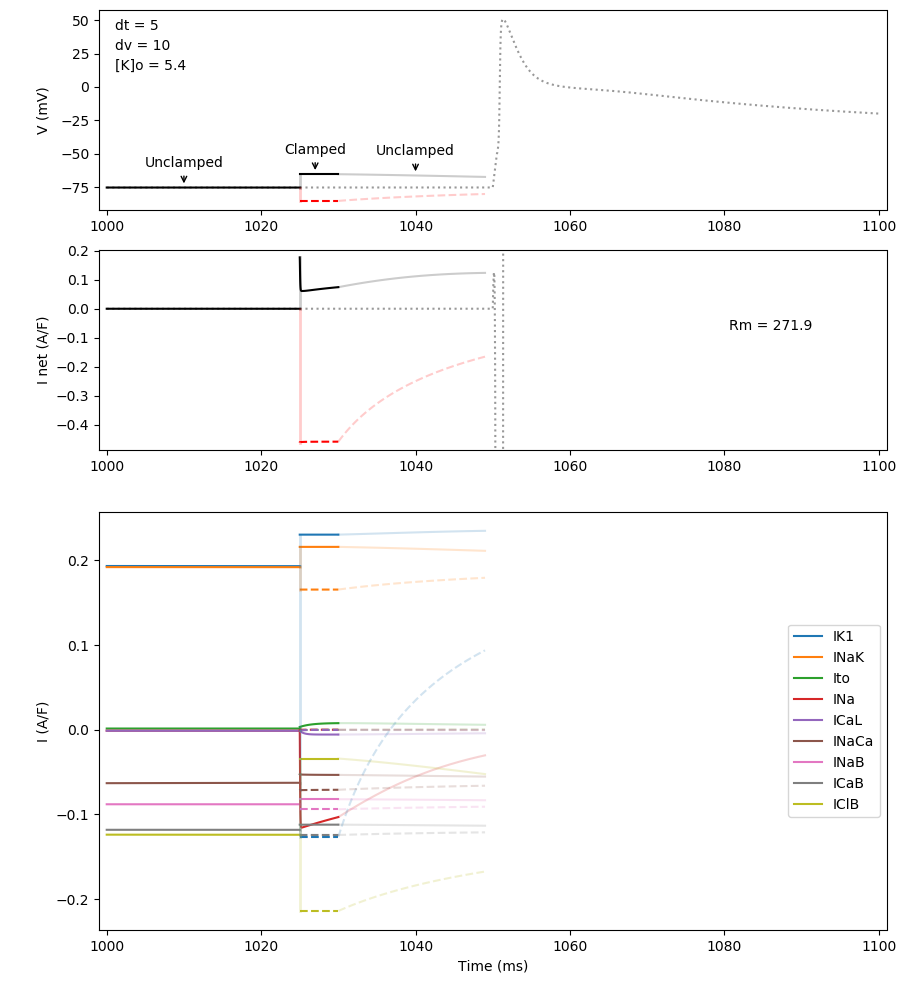 dt = 5
dv = 10
[K]o = 5.4
Unclamped
Clamped
Unclamped
V (mV)
50
25
0
−25
−50
−75
1000 1020 1040 1060 1080 1100
I net (A/F)
0.2
0.1
0.0
−0.1
−0.2
−0.3
−0.4
Rm = 271.9
1000 1020 1040 1060 1080 1100
I (A/F)
0.2
0.1
0.0
−0.1
−0.2
IK1
INaK
Ito
INa
ICaL
INaCa
INaB
ICaB
IClB
1000 1020 1040 1060 1080 1100
Time (ms)